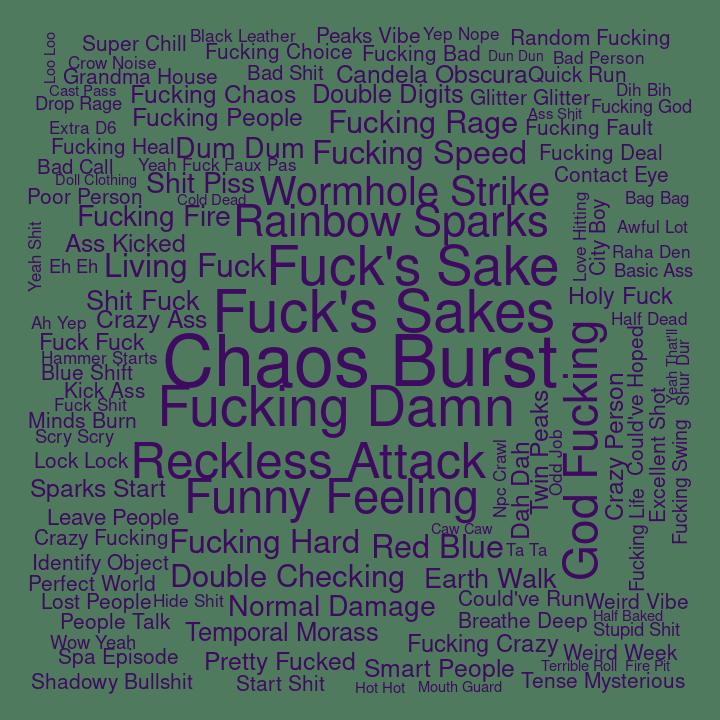 Loo Loo
Super Chill
Black Leather
Peaks Vibe
Yep Nope
Random Fucking
Crow Noise
Fucking Choice
Fucking Bad
Dun Dun
Bad Person
Grandma House
Bad Shit
Candela Obscura
Quick Run
Cast Pass
Fucking Chaos
Double Digits
Glitter Glitter
Dih Bih
Drop Rage
Fucking People
Fucking Rage
Ass Shit
Fucking God
Extra D6
Fucking Fault
Fucking Heal
Dum Dum
Fucking Speed
Fucking Deal
Bad Call
Yeah Fuck
Faux Pas
Contact Eye
Doll Clothing
Shit Piss
Wormhole Strike
Poor Person
Cold Dead
Love Hitting
City Boy
Bag Bag
Fucking Fire
Rainbow Sparks
Awful Lot
Yeah Shit
Ass Kicked
Raha Den
Eh Eh
Living Fuck
Fuck's Sake
Basic Ass
Shit Fuck
Fuck's Sakes
Holy Fuck
Ah Yep
Crazy Ass
Half Dead
Fuck Fuck
Chaos Burst
God Fucking
Could've Hoped
Yeah That'll
Shur Dur
Hammer Starts
Blue Shift
Kick Ass
Fucking Damn
Twin Peaks
Crazy Person
Excellent Shot
Fuck Shit
Minds Burn
Scry Scry
Reckless Attack
Npc Crawl
Dah Dah
Odd Job
Fucking Swing
Lock Lock
Sparks Start
Funny Feeling
Fucking Life
Leave People
Caw Caw
Crazy Fucking
Fucking Hard
Red Blue
Ta Ta
Identify Object
Double Checking
Earth Walk
Perfect World
Lost People
Hide Shit
Normal Damage
Could've Run
Weird Vibe
People Talk
Temporal Morass
Breathe Deep
Half Baked
Stupid Shit
Wow Yeah
Fucking Crazy
Spa Episode
Pretty Fucked
Smart People
Weird Week
Terrible Roll
Fire Pit
Shadowy Bullshit
Start Shit
Hot Hot
Mouth Guard
Tense Mysterious